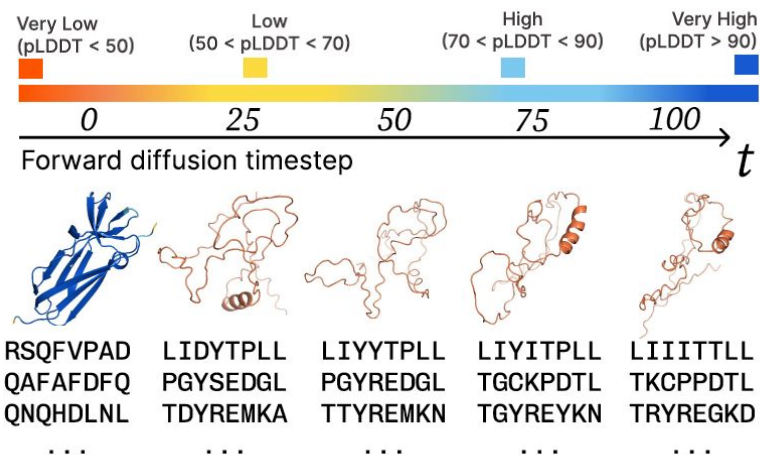 Very Low
(pLDDT < 50)
Low
(50 < pLDDT < 70)
High
(70 < pLDDT < 90)
Very High
(pLDDT > 90)
0 25 50 75 100
Forward diffusion timestep t
RSQFVPAD LIDYTPLL LIYYTPLL LIYITPLL LIIITTLL
QAFAFDFQ PGYSEDGL PGYREDGL TGCKPDTL TKCPPDTL
QNQHDLNL TDYREMKA TTYREMKN TGYREYKN TRYREGKD
... ... ... ... ...